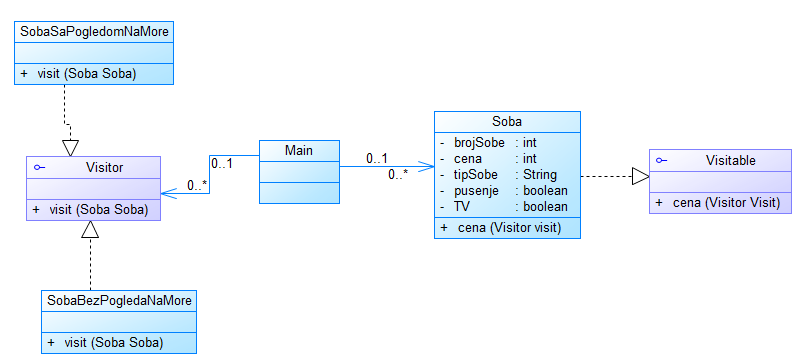 SobaSaPogledomNaMore
+ visit (Soba Soba)
Visitor
+ visit (Soba Soba)
SobaBezPogledaNaMore
+ visit (Soba Soba)
0..1
0..*
Main
0..1
0..*
Soba
- brojSobe : int
- cena : int
- tipSobe : String
- pusenje : boolean
- TV : boolean
+ cena (Visitor visit)
Visitable
+ cena (Visitor Visit)